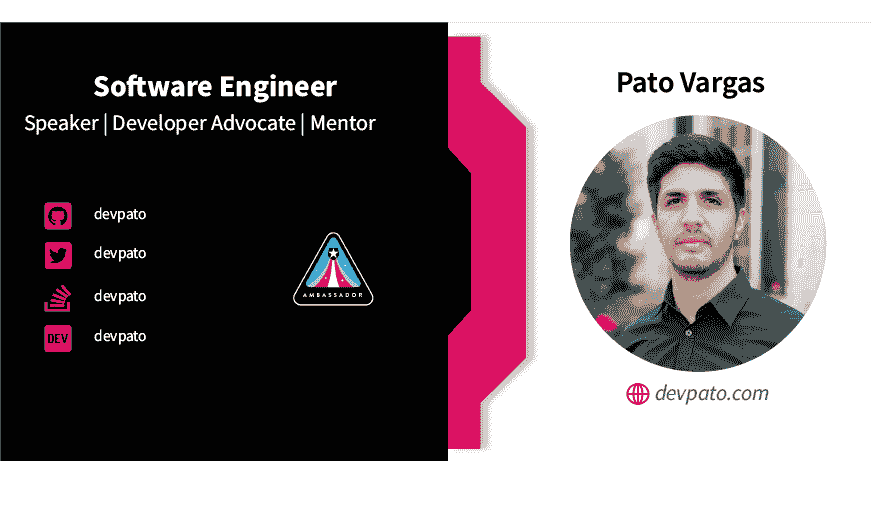 Software Engineer
Speaker | Developer Advocate | Mentor
devpato
devpato
devpato
DEV devpato
AMBASSADOR
Pato Vargas
devpato.com